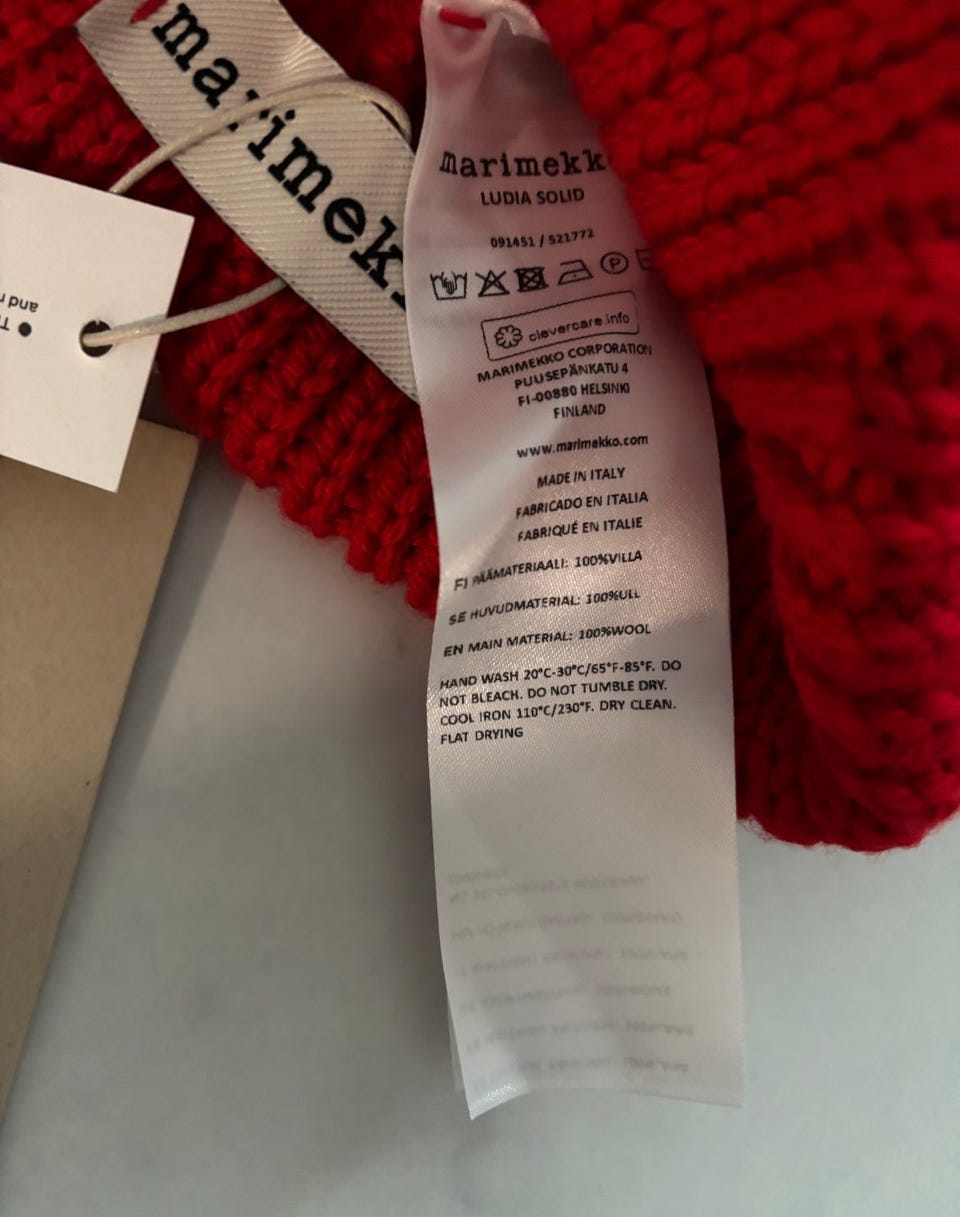 marimekk
marimekk
LUDIA SOLID
091451 / 521772
P
clevercare.info
MARIMEKKO CORPORATION
PUUSEPÄNKATU 4
FI-00880 HELSINKI
FINLAND
www.marimekko.com
MADE IN ITALY
FABRICADO EN ITALIA
FABRIQUÉ EN ITALIE
FI PÄÄMATERIAALI: 100%VILLA
SE HUVUDMATERIAL: 100%ULL
EN MAIN MATERIAL: 100%WOOL
HAND WASH 20°C-30°C/65°F-85°F. DO
NOT BLEACH. DO NOT TUMBLE DRY.
COOL IRON 110°C/230°F. DRY CLEAN.
FLAT DRYING
and